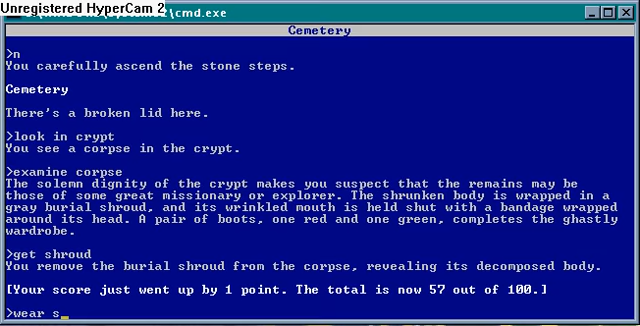 Unregistered HyperCam 2
cmd.exe
Cemetery
>n
You carefully ascend the stone steps.
Cemetery
There's a broken lid here.
>look in crypt
You see a corpse in the crypt.
>examine corpse
The solemn dignity of the crypt makes you suspect that the remains may be
those of some great missionary or explorer. The shrunken body is wrapped in a
gray burial shroud, and its wrinkled mouth is held shut with a bandage wrapped
around its head. A pair of boots, one red and one green, completes the ghastly
wardrobe.
>get shroud
You remove the burial shroud from the corpse, revealing its decomposed body.
[Your score just went up by 1 point. The total is now 57 out of 100.]
>wear s_